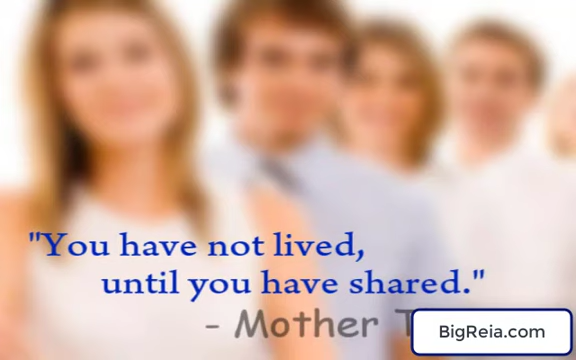 "You have not lived,
until you have shared."
- Mother
BigReia.com